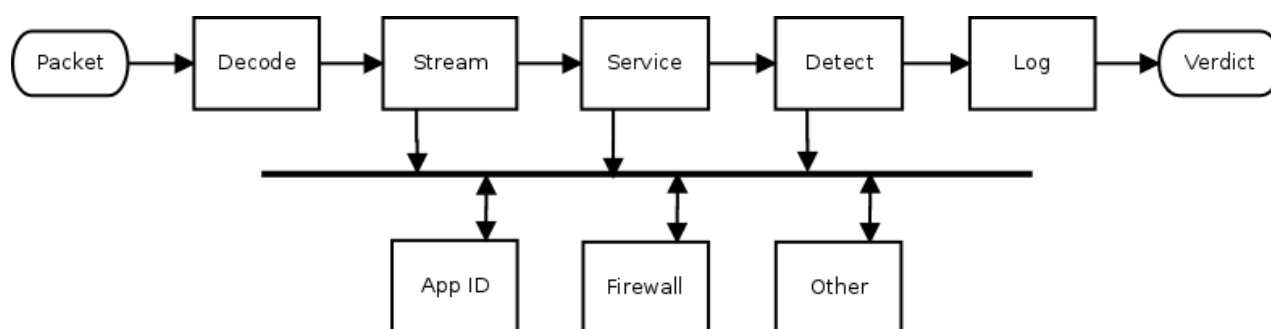 Packet
Decode
Stream
Service
Detect
Log
Verdict
App ID
Firewall
Other